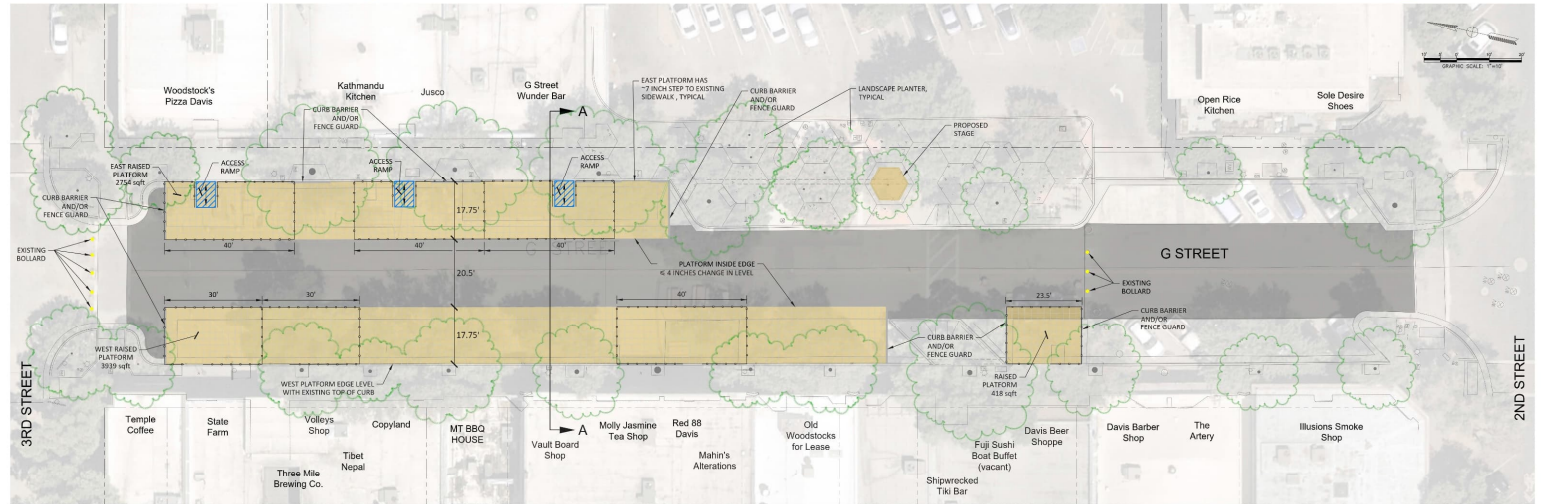 Woodstock's
Pizza Davis
Kathmandu
Kitchen
Jusco
G Street
Wunder Bar
EAST PLATFORM HAS
~7 INCH STEP TO EXISTING
SIDEWALK , TYPICAL
CURB BARRIER
AND/OR
FENCE GUARD
LANDSCAPE PLANTER,
TYPICAL
PROPOSED
STAGE
Open Rice
Kitchen
Sole Desire
Shoes
GRAPHIC SCALE: 1"=10'
CURB BARRIER
AND/OR
FENCE GUARD
A
EAST RAISED
PLATFORM
2754 sqft
ACCESS
RAMP
ACCESS
RAMP
ACCESS
RAMP
CURB BARRIER
AND/OR
FENCE GUARD
17.75'
40'
40'
40'
G STREET
EXISTING
BOLLARD
20.5'
PLATFORM INSIDE EDGE
≤ 4 INCHES CHANGE IN LEVEL
G STREET
EXISTING
BOLLARD
30'
30'
40'
23.5'
17.75'
WEST RAISED
PLATFORM
3939 sqft
WEST PLATFORM EDGE LEVEL
WITH EXISTING TOP OF CURB
CURB BARRIER
AND/OR
FENCE GUARD
CURB BARRIER
AND/OR
FENCE GUARD
RAISED
PLATFORM
418 sqft
3RD STREET
2ND STREET
A
Temple
Coffee
State
Farm
Volleys
Shop
Three Mile
Brewing Co.
Tibet
Nepal
Copyland
MT BBQ
HOUSE
Vault Board
Shop
Molly Jasmine
Tea Shop
Red 88
Davis
Mahin's
Alterations
Old
Woodstocks
for Lease
Shipwrecked
Tiki Bar
Fuji Sushi
Boat Buffet
(vacant)
Davis Beer
Shoppe
Davis Barber
Shop
The
Artery
Illusions Smoke
Shop